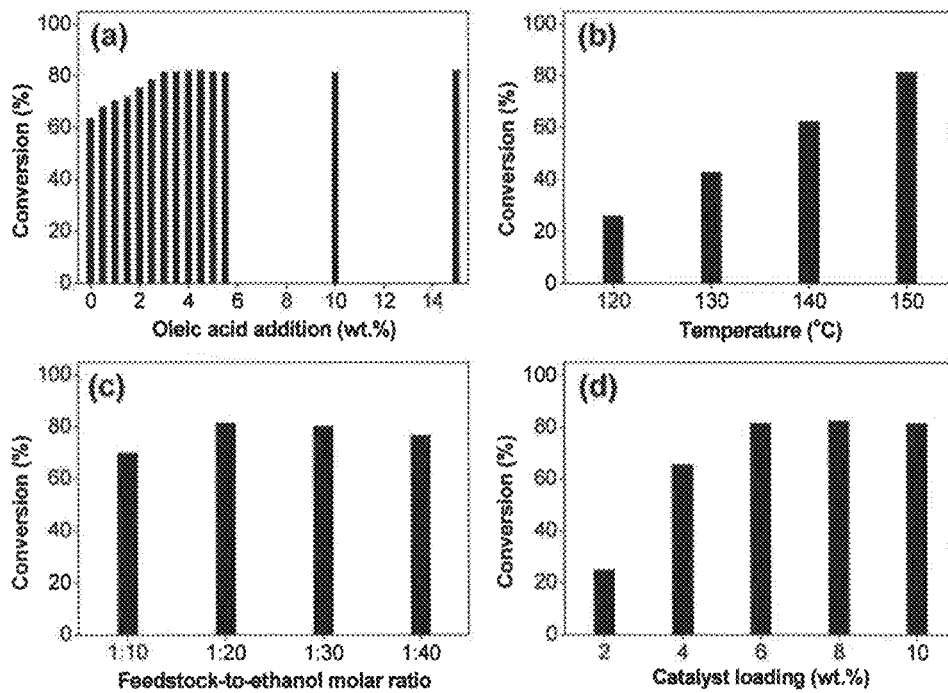 (a)
Conversion (%)
100
80
60
40
20
0
0 2 4 6 8 10 12 14
Oleic acid addition (wt.%)
(b)
Conversion (%)
100
80
60
40
20
0
120 130 140 150
Temperature (°C)
(c)
Conversion (%)
100
80
60
40
20
0
1:10 1:20 1:30 1:40
Feedstock-to-ethanol molar ratio
(d)
Conversion (%)
100
80
60
40
20
0
2 4 6 8 10
Catalyst loading (wt.%)